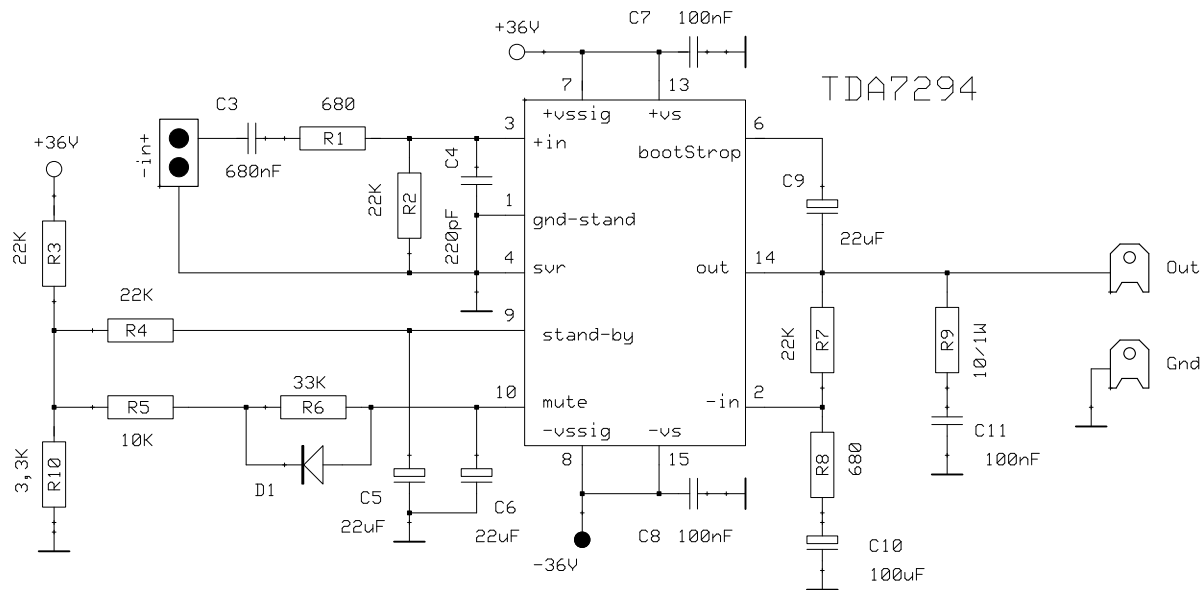 C7 100nF
+36V
TDA7294
7 13
C3 680
+vssig +vs
3 6
+in
bootStrop
+36V
-in+
R1
680nF
C4
C9
22K
R2
220pF
1
gnd-stand
22uF
22K
R3
4 14
svr out
Out
22K
9
R4
stand-by
22K
R7
R9
10/1W
Gnd
33K
10 2
R5 R6
mute -in
10K
-vssig -vs
C11
100nF
3,3K
R10
D1
8 15
R8
680
C5 C6
22uF 22uF
C8 100nF
-36V
C10
100uF